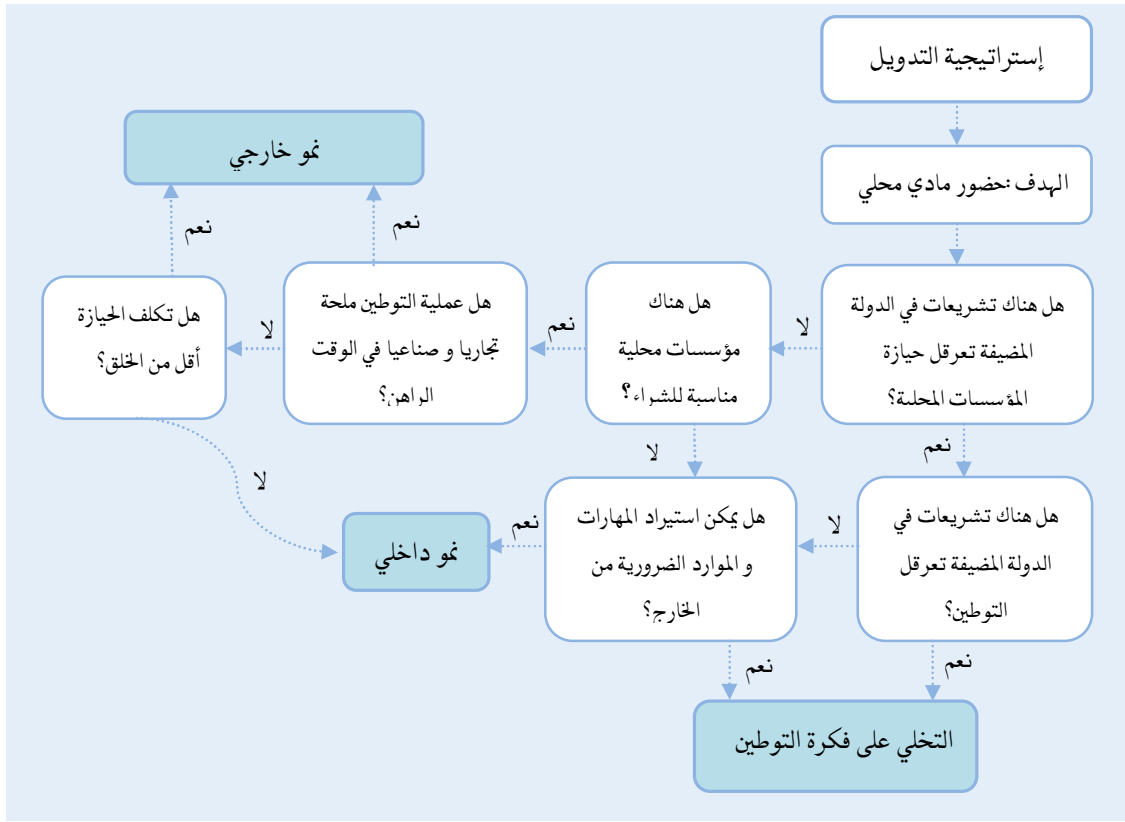 إستراتيجية التدويل
الهدف :حضور مادي محلي
هل هناك تشريعات في الدولة
المضيفة تعرقل حيازة
المؤسسات المحلية؟
لا
نعم
هل هناك
مؤسسات محلية
مناسبة للشراء؟
نعم
لا
هل عملية التوطين ملحة
تجاريا و صناعيا في الوقت
الراهن؟
نعم
لا
هل تكلف الحيازة
أقل من الخلق؟
نعم
لا
نمو خارجي
هل هناك تشريعات في
الدولة المضيفة تعرقل
التوطين؟
لا
نعم
هل يمكن استيراد المهارات
و الموارد الضرورية من
الخارج؟
نعم
نعم
نمو داخلي
التخلي على فكرة التوطين